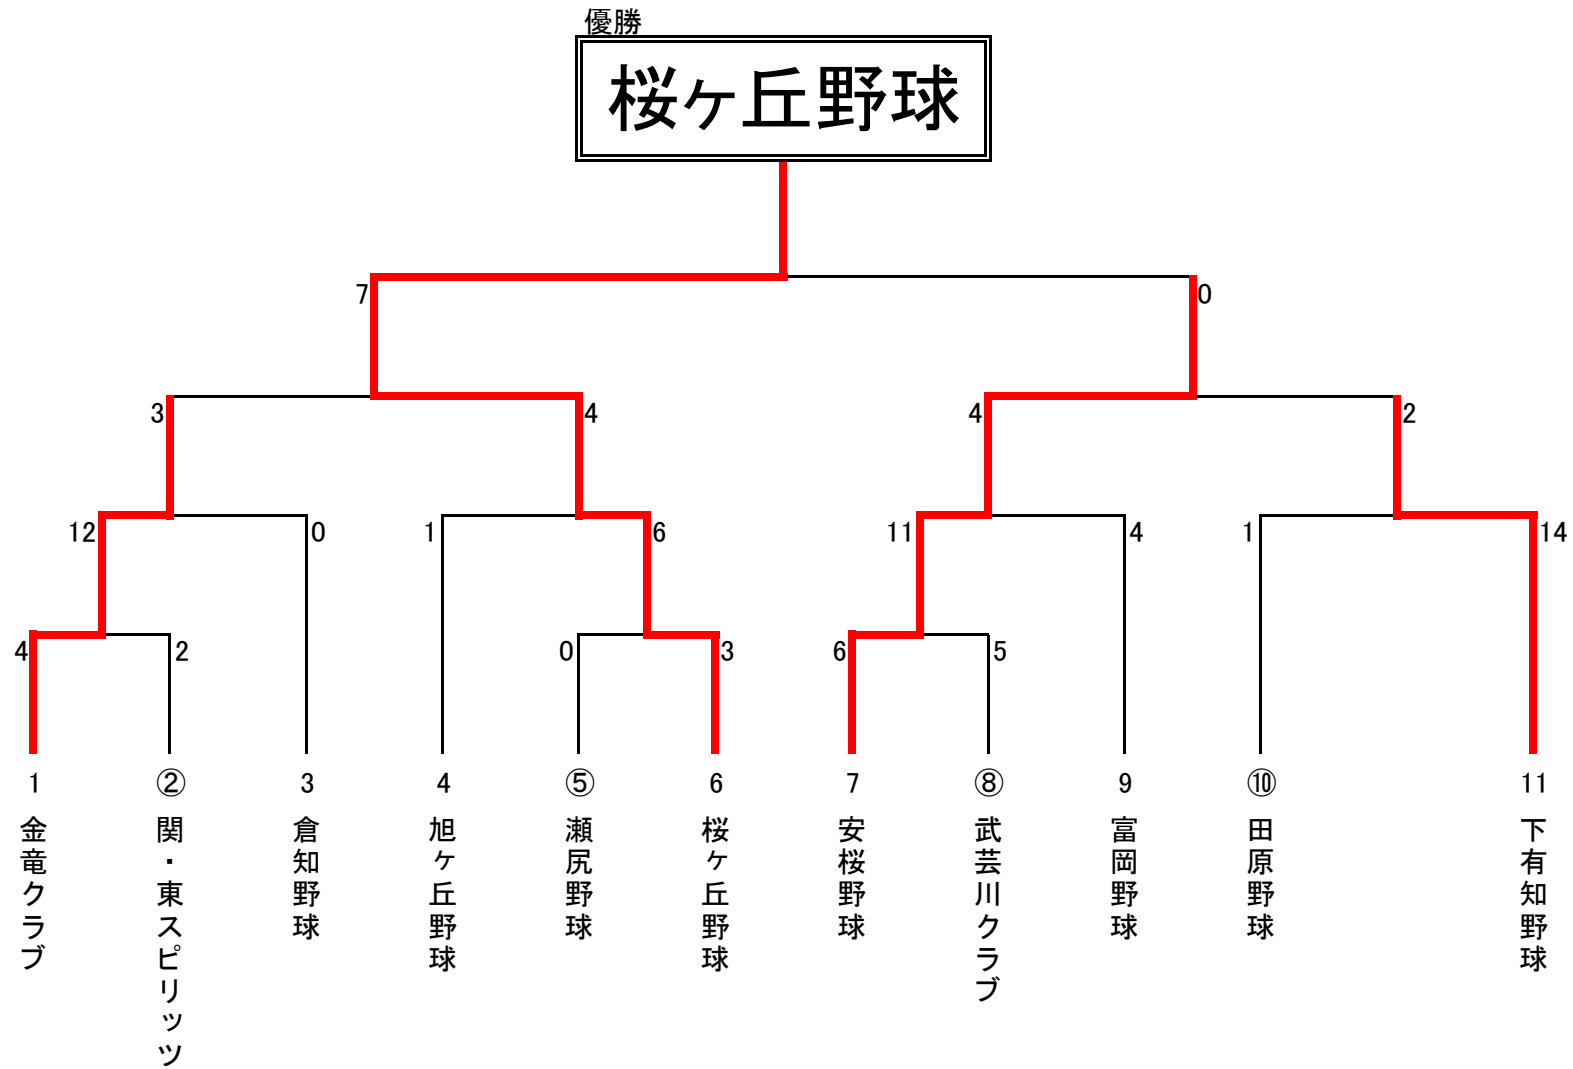 優勝
桜ヶ丘野球
7
0
3
4
4
2
12
0
1
6
11
4
1
14
4
2
0
3
6
5
1
②
3
4
⑤
6
7
⑧
9
⑩
11
金竜クラブ
関・東スピリッツ
倉知野球
旭ヶ丘野球
瀬尻野球
桜ヶ丘野球
安桜野球
武芸川クラブ
富岡野球
田原野球
下有知野球